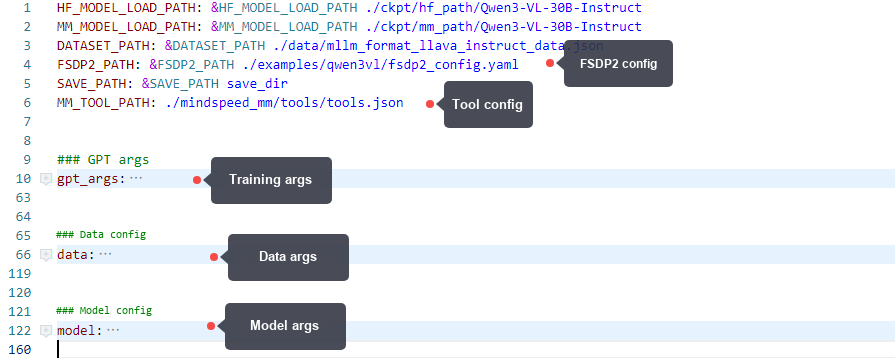 1 HF_MODEL_LOAD_PATH: &HF_MODEL_LOAD_PATH ./ckpt/hf_path/Qwen3-VL-30B-Instruct
2 MM_MODEL_LOAD_PATH: &MM_MODEL_LOAD_PATH ./ckpt/mm_path/Qwen3-VL-30B-Instruct
3 DATASET_PATH: &DATASET_PATH ./data/mllm_format_llava_instruct_data.json
4 FSDP2_PATH: &FSDP2_PATH ./examples/qwen3vl/fsdp2_config.yaml FSDP2 config
5 SAVE_PATH: &SAVE_PATH save_dir
6 MM_TOOL_PATH: ./mindspeed_mm/tools/tools.json Tool config
7
8
9 ### GPT args
10 gpt_args: ··· Training args
63
64
65 ### Data config
66 data: ··· Data args
119
120
121 ### Model config
122 model: ··· Model args
160